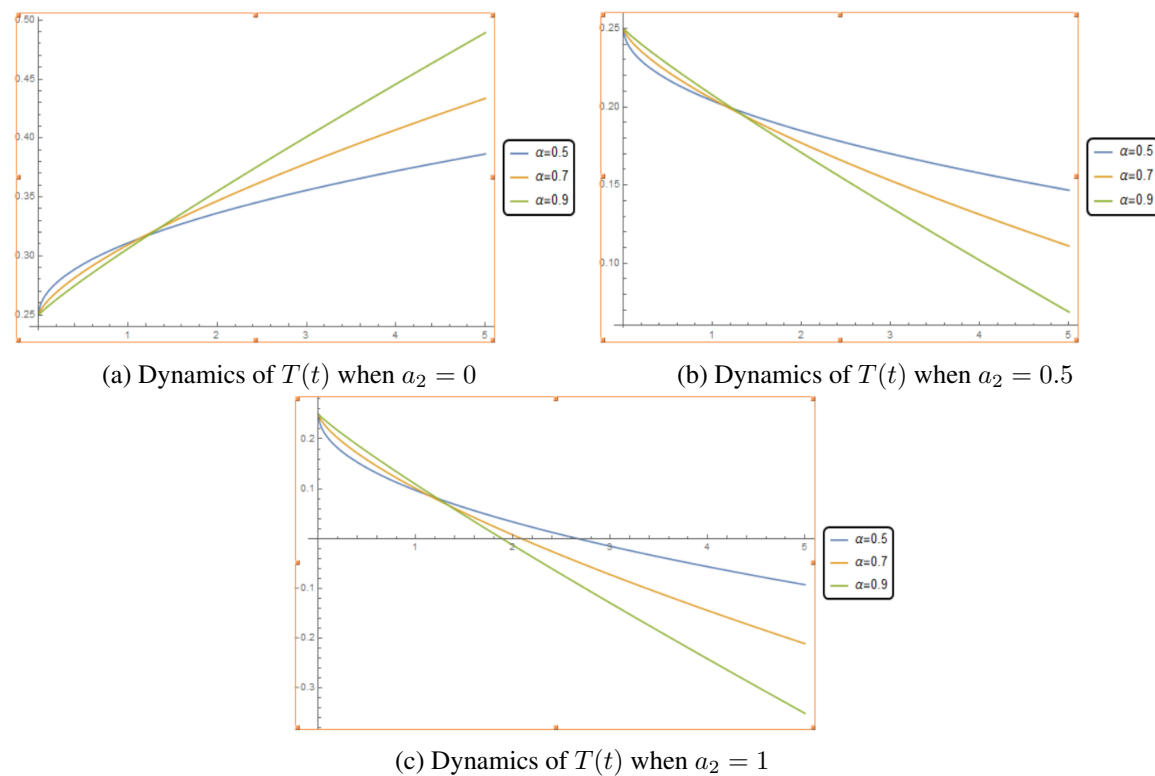 0.50
0.45
0.40
0.35
0.30
0.25
1 2 3 4 5
α=0.5
α=0.7
α=0.9
(a) Dynamics of T(t) when a₂ = 0
0.25
0.20
0.15
0.10
1 2 3 4 5
α=0.5
α=0.7
α=0.9
(b) Dynamics of T(t) when a₂ = 0.5
0.2
0.1
1 2 3 4 5
0.1
0.2
0.3
α=0.5
α=0.7
α=0.9
(c) Dynamics of T(t) when a₂ = 1